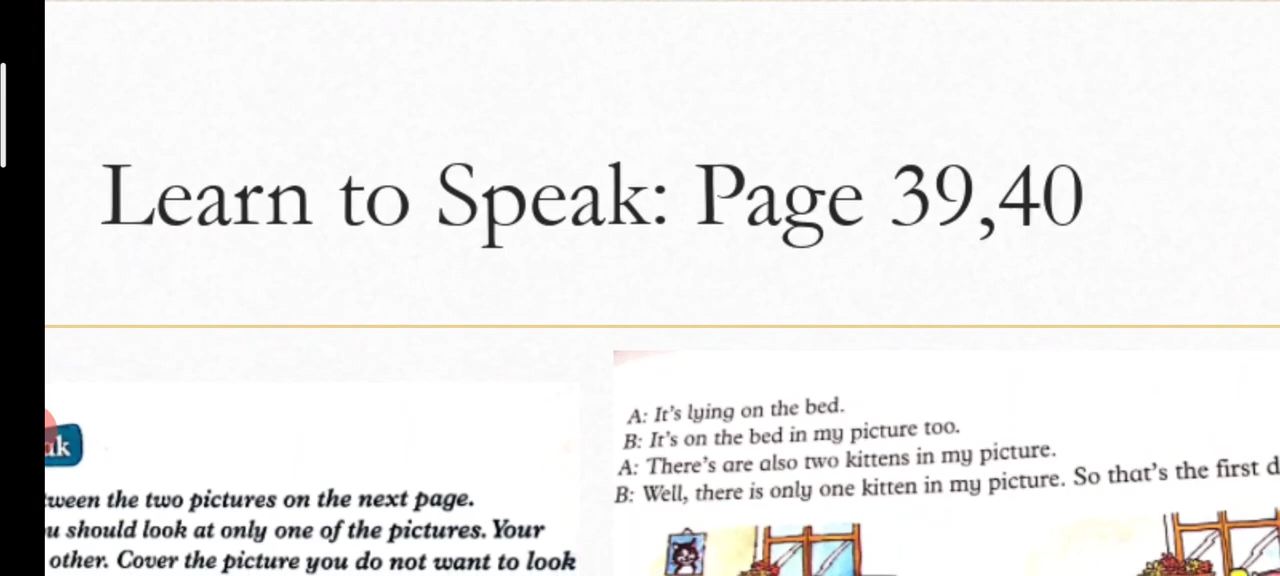 Learn to Speak: Page 39,40
ak
tween the two pictures on the next page.
u should look at only one of the pictures. Your
other. Cover the picture you do not want to look
A: It's lying on the bed.
B: It's on the bed in my picture too.
A: There's are also two kittens in my picture.
B: Well, there is only one kitten in my picture. So that's the first d